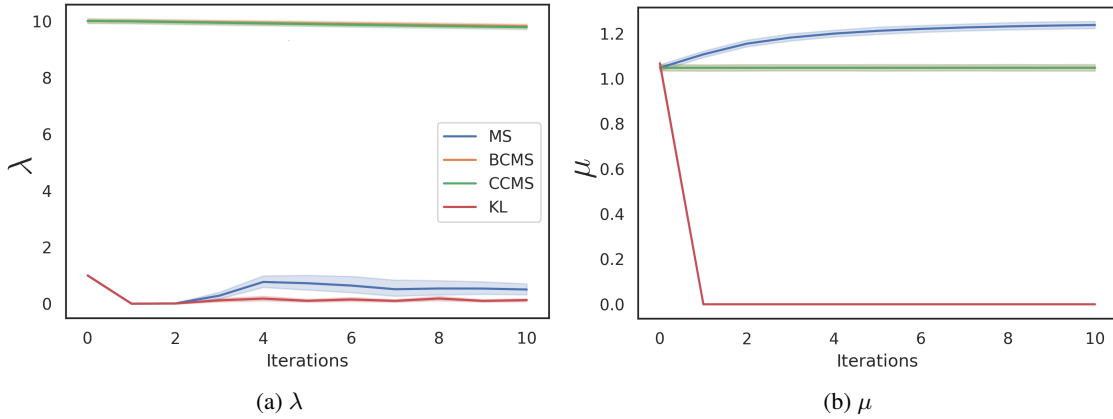 10
8
6
4
2
0
λ
MS
BCMS
CCMS
KL
0 2 4 6 8 10
Iterations
(a) λ
1.2
1.0
0.8
0.6
0.4
0.2
0.0
μ
0 2 4 6 8 10
Iterations
(b) μ